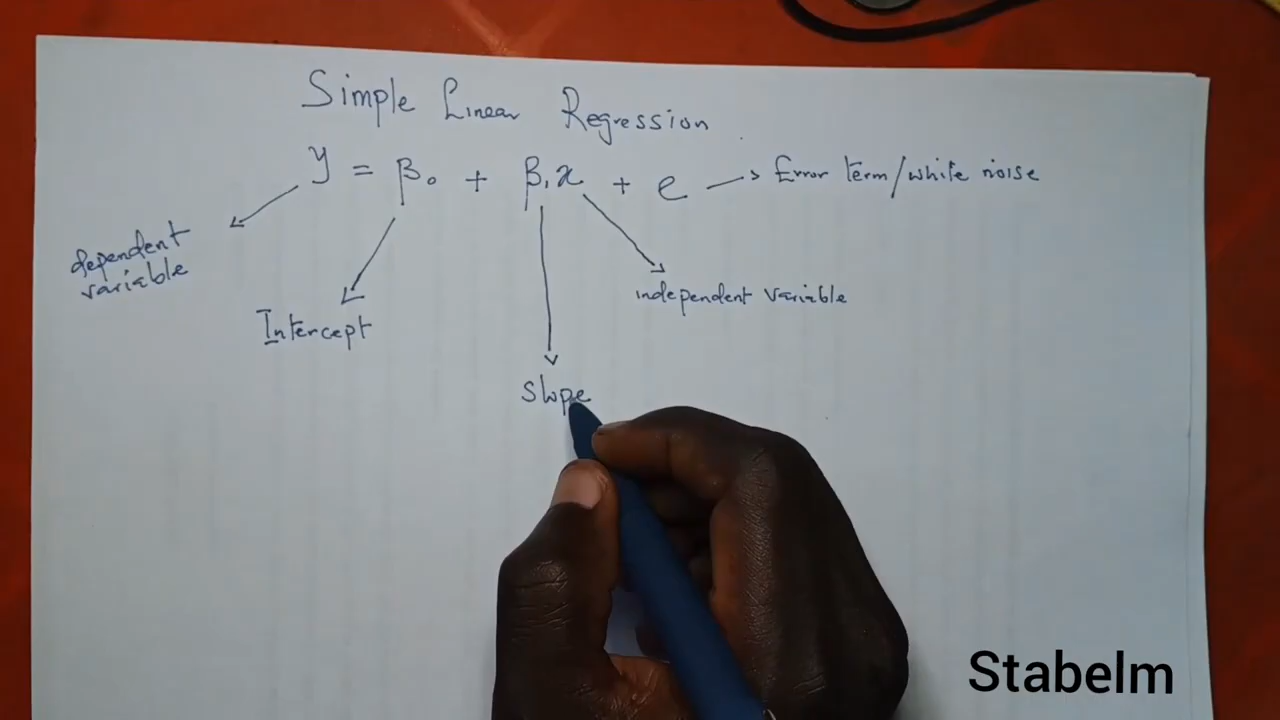 Simple Linear Regression
y = β₀ + β₁x + e → Error term/white noise
dependent
variable
Intercept
independent variable
Slope
Stabelm